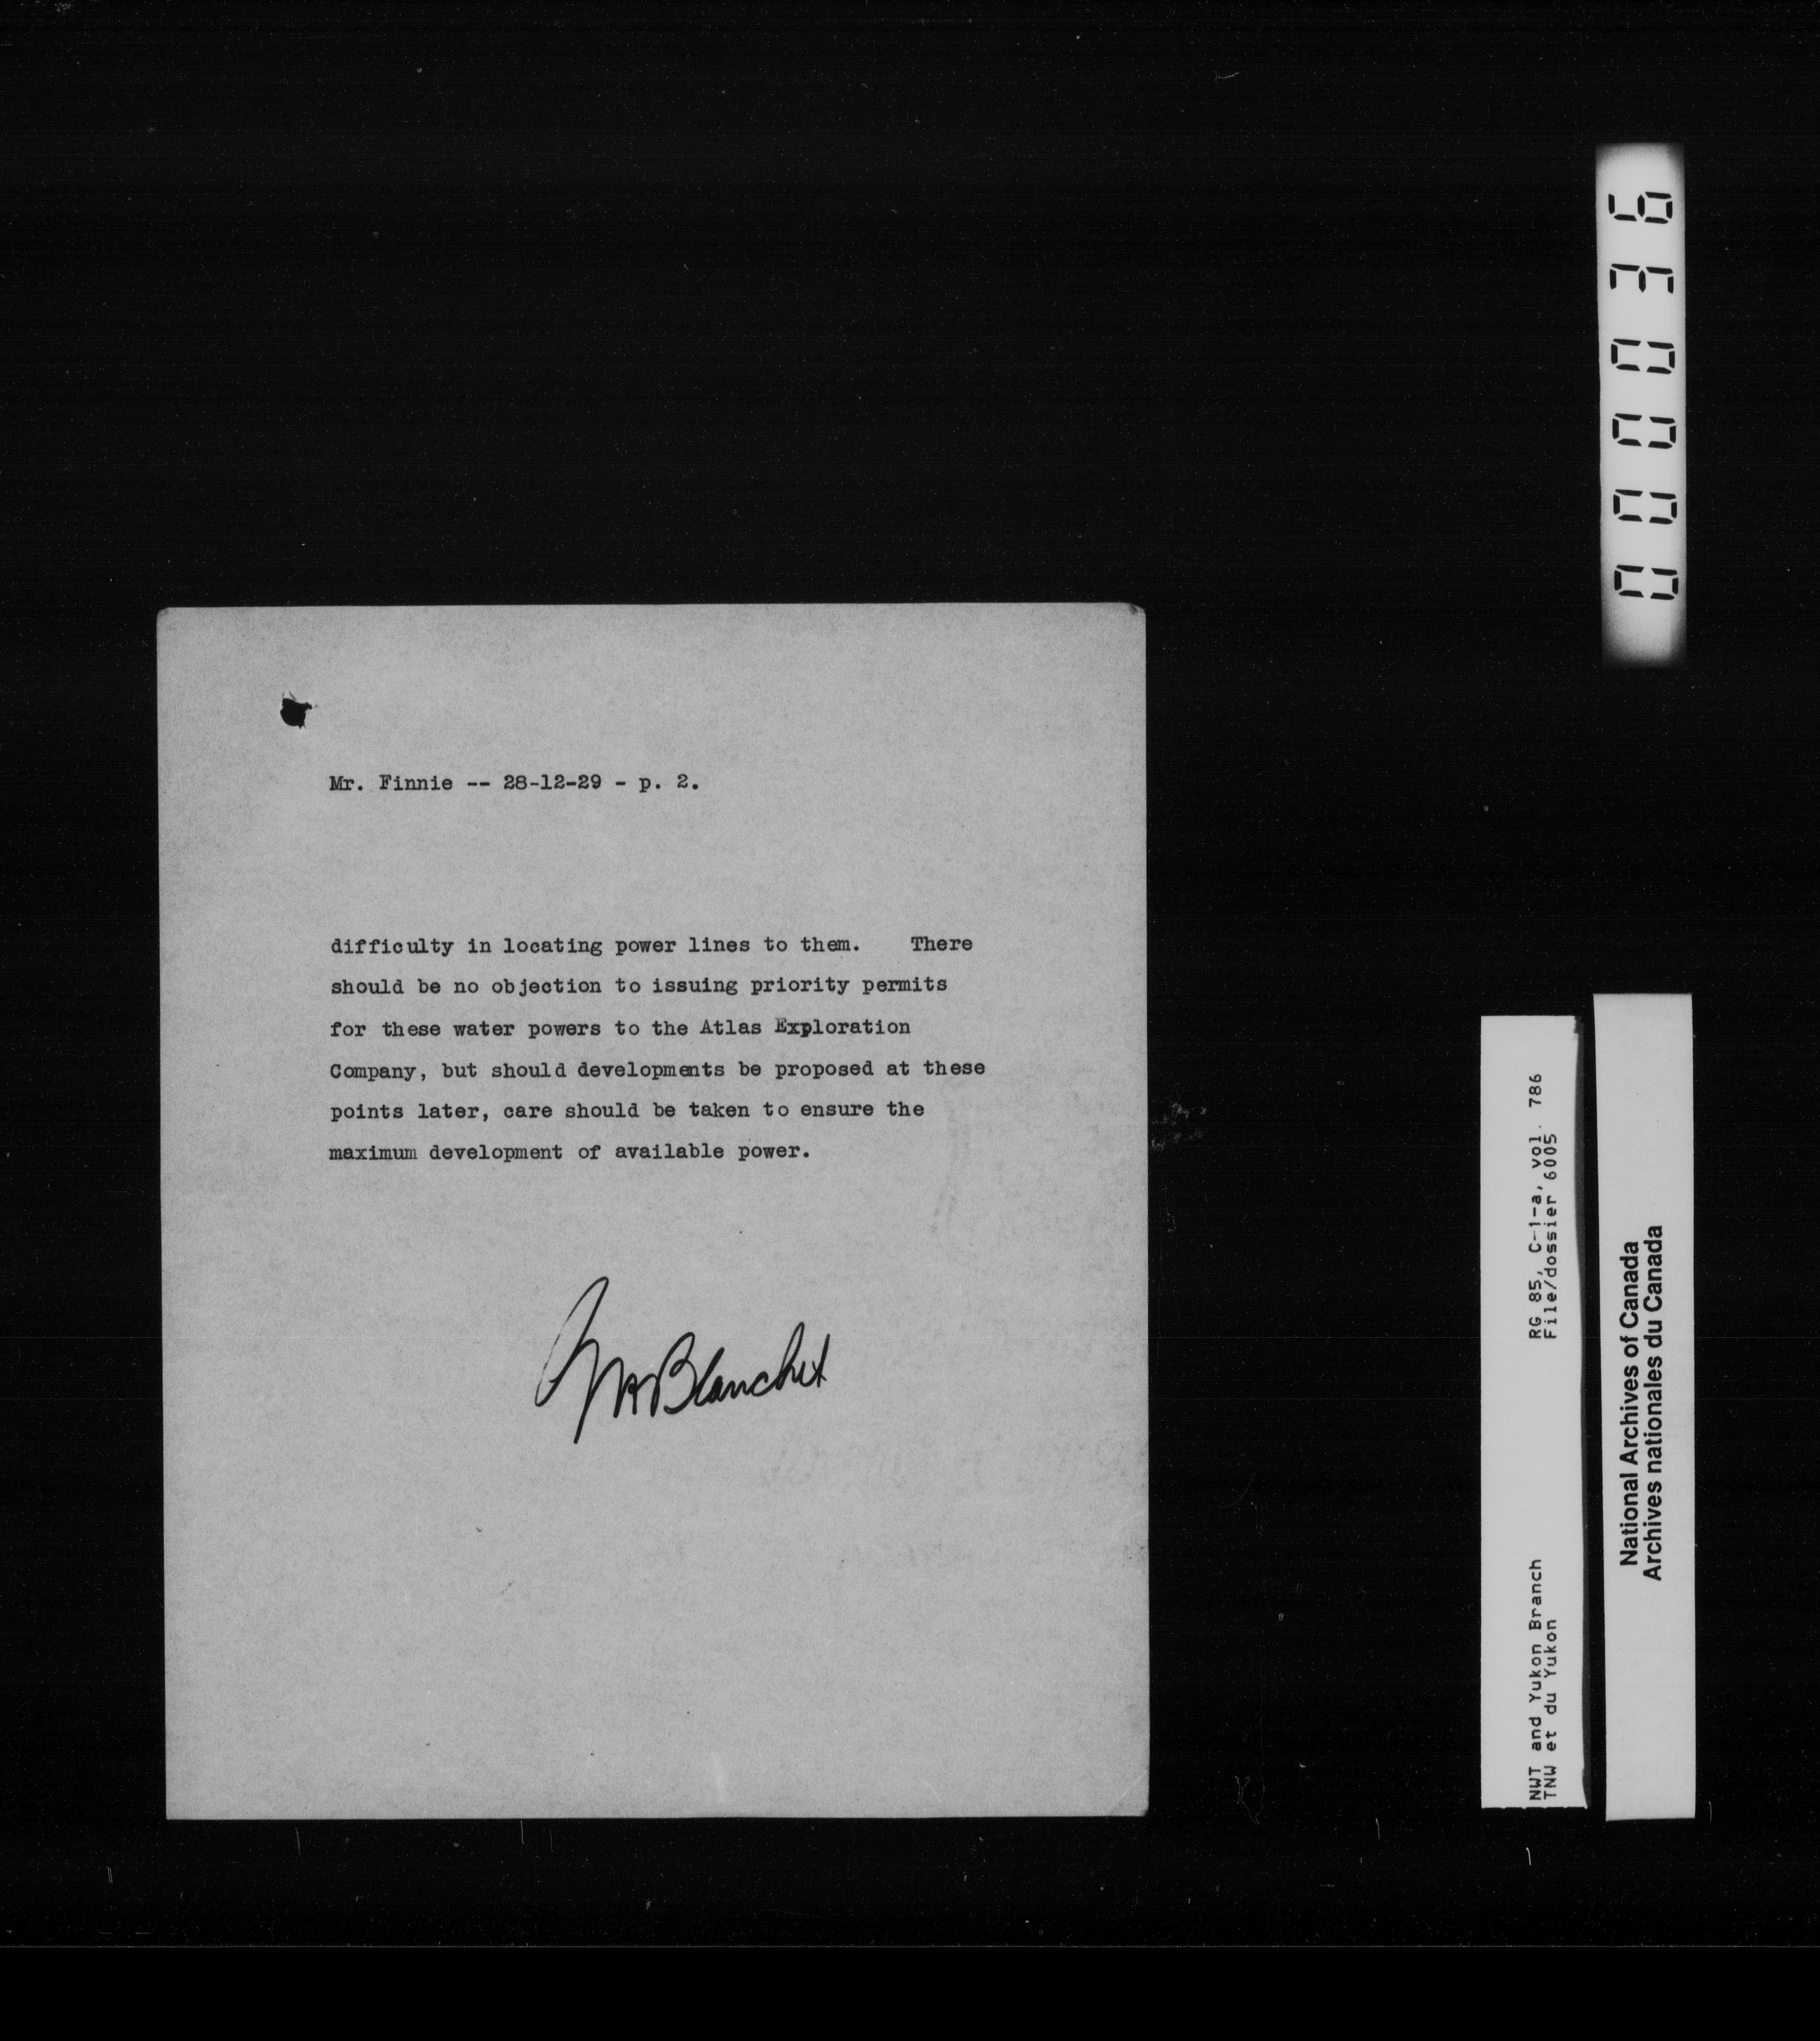 Mr. Finnie -- 28-12-29 - p. 2.
difficulty in locating power lines to them. There
should be no objection to issuing priority permits
for these water powers to the Atlas Exploration
Company, but should developments be proposed at these
points later, care should be taken to ensure the
maximum development of available power.
Blanchet
000036
NWT and Yukon Branch RG 85, C-1-a, vol. 786
TNW et du Yukon File/dossier 6005
National Archives of Canada
Archives nationales du Canada